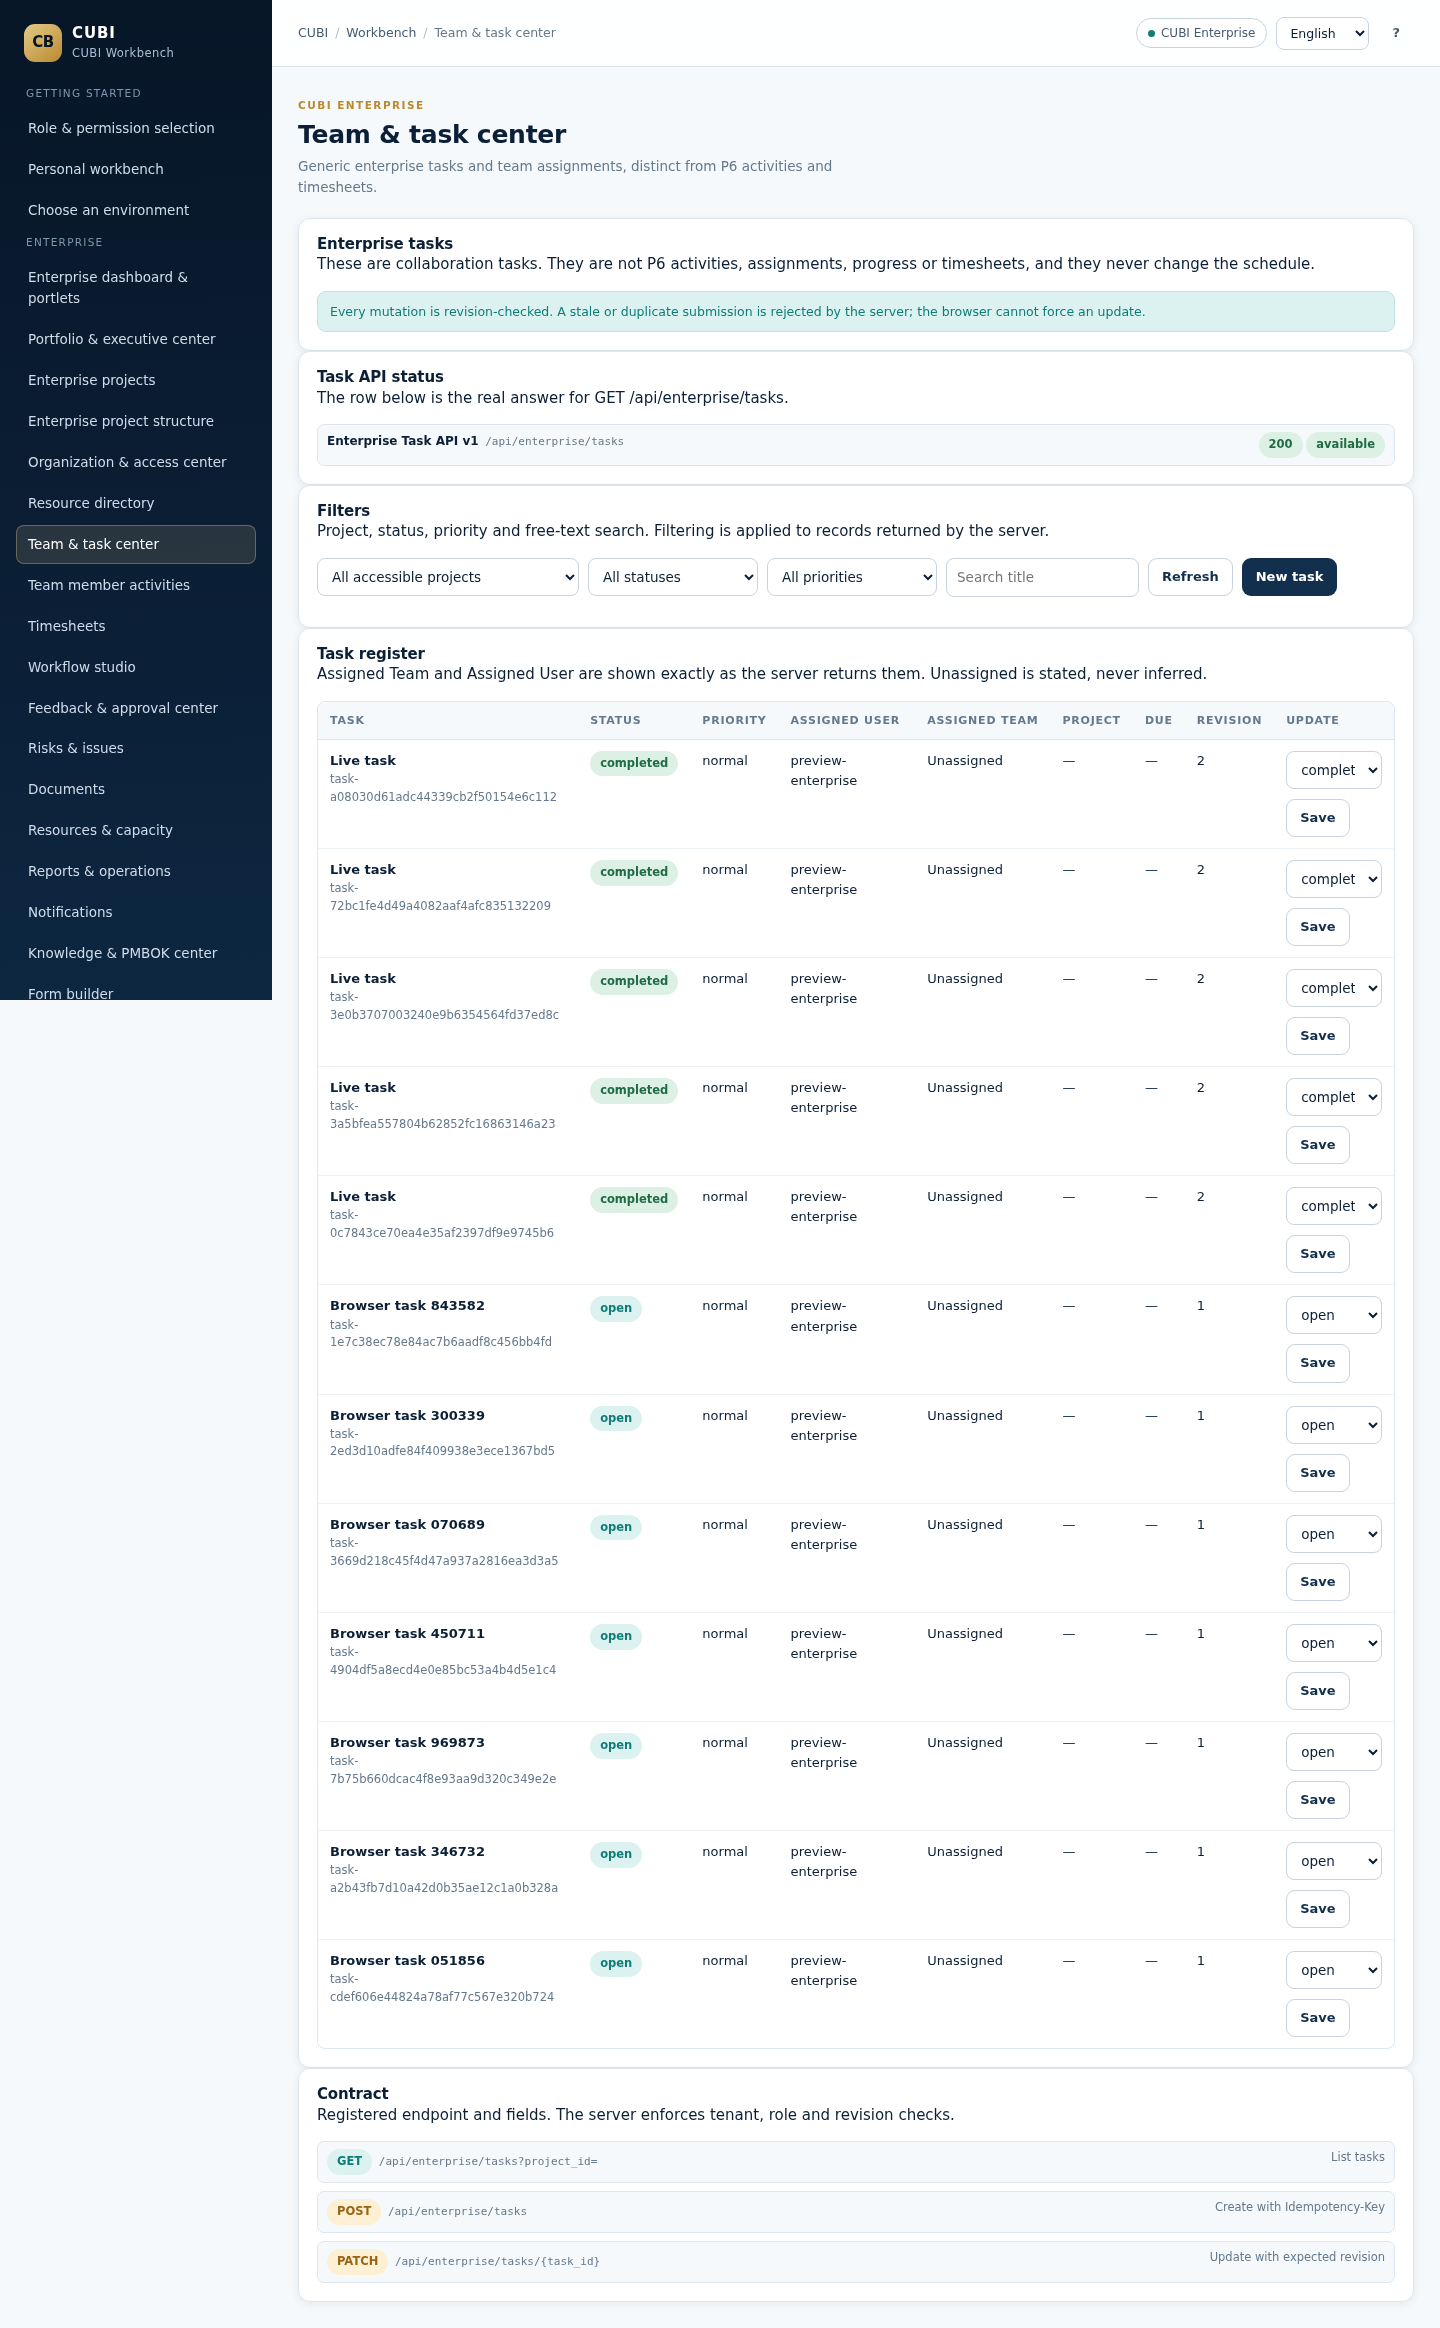 CB
CUBI
CUBI Workbench
GETTING STARTED
Role & permission selection
Personal workbench
Choose an environment
ENTERPRISE
Enterprise dashboard &
portlets
Portfolio & executive center
Enterprise projects
Enterprise project structure
Organization & access center
Resource directory
Team & task center
Team member activities
Timesheets
Workflow studio
Feedback & approval center
Risks & issues
Documents
Resources & capacity
Reports & operations
Notifications
Knowledge & PMBOK center
Form builder
CUBI / Workbench / Team & task center
CUBI Enterprise
English
?
CUBI ENTERPRISE
Team & task center
Generic enterprise tasks and team assignments, distinct from P6 activities and
timesheets.
Enterprise tasks
These are collaboration tasks. They are not P6 activities, assignments, progress or timesheets, and they never change the schedule.
Every mutation is revision-checked. A stale or duplicate submission is rejected by the server; the browser cannot force an update.
Task API status
The row below is the real answer for GET /api/enterprise/tasks.
Enterprise Task API v1 /api/enterprise/tasks 200 available
Filters
Project, status, priority and free-text search. Filtering is applied to records returned by the server.
All accessible projects All statuses All priorities Search title Refresh New task
Task register
Assigned Team and Assigned User are shown exactly as the server returns them. Unassigned is stated, never inferred.
TASK STATUS PRIORITY ASSIGNED USER ASSIGNED TEAM PROJECT DUE REVISION UPDATE
Live task completed normal preview- Unassigned — — 2 complet
task- enterprise
a08030d61adc44339cb2f50154e6c112
Save
Live task completed normal preview- Unassigned — — 2 complet
task- enterprise
72bc1fe4d49a4082aaf4afc835132209
Save
Live task completed normal preview- Unassigned — — 2 complet
task- enterprise
3e0b3707003240e9b6354564fd37ed8c
Save
Live task completed normal preview- Unassigned — — 2 complet
task- enterprise
3a5bfea557804b62852fc16863146a23
Save
Live task completed normal preview- Unassigned — — 2 complet
task- enterprise
0c7843ce70ea4e35af2397df9e9745b6
Save
Browser task 843582 open normal preview- Unassigned — — 1 open
task- enterprise
1e7c38ec78e84ac7b6aadf8c456bb4fd
Save
Browser task 300339 open normal preview- Unassigned — — 1 open
task- enterprise
2ed3d10adfe84f409938e3ece1367bd5
Save
Browser task 070689 open normal preview- Unassigned — — 1 open
task- enterprise
3669d218c45f4d47a937a2816ea3d3a5
Save
Browser task 450711 open normal preview- Unassigned — — 1 open
task- enterprise
4904df5a8ecd4e0e85bc53a4b4d5e1c4
Save
Browser task 969873 open normal preview- Unassigned — — 1 open
task- enterprise
7b75b660dcac4f8e93aa9d320c349e2e
Save
Browser task 346732 open normal preview- Unassigned — — 1 open
task- enterprise
a2b43fb7d10a42d0b35ae12c1a0b328a
Save
Browser task 051856 open normal preview- Unassigned — — 1 open
task- enterprise
cdef606e44824a78af77c567e320b724
Save
Contract
Registered endpoint and fields. The server enforces tenant, role and revision checks.
GET /api/enterprise/tasks?project_id= List tasks
POST /api/enterprise/tasks Create with Idempotency-Key
PATCH /api/enterprise/tasks/{task_id} Update with expected revision